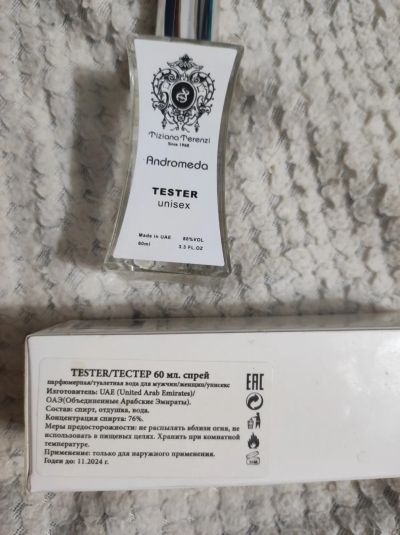 Tiziana Terenzi
Since 1968
Andromeda
TESTER
unisex
Made in UAE 80%VOL
60ml 3.3 FL.OZ
TESTER/ТЕСТЕР 60 мл. спрей
парфюмерная/туалетная вода для мужчин/женщин/унисекс
Изготовитель: UAE (United Arab Emirates)/
ОАЭ(Объединенные Арабские Эмираты).
Состав: спирт, отдушка, вода.
Концентрация спирта: 76%.
Меры предосторожности: не распылять вблизи огня, не
использовать в пищевых целях. Хранить при комнатной
температуре.
Применение: только для наружного применения.
Годен до: 11.2024 г.
EAC